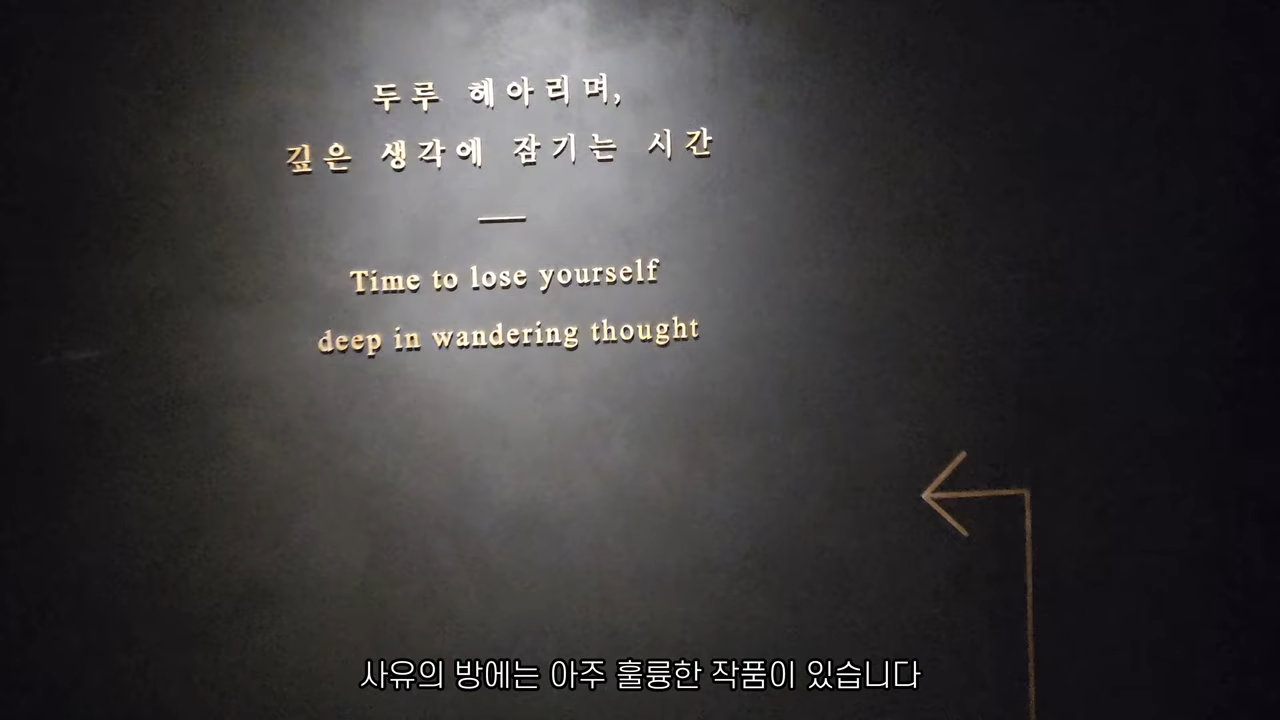 두루 헤아리며,
깊은 생각에 잠기는 시간
Time to lose yourself
deep in wandering thought
사유의 방에는 아주 훌륭한 작품이 있습니다